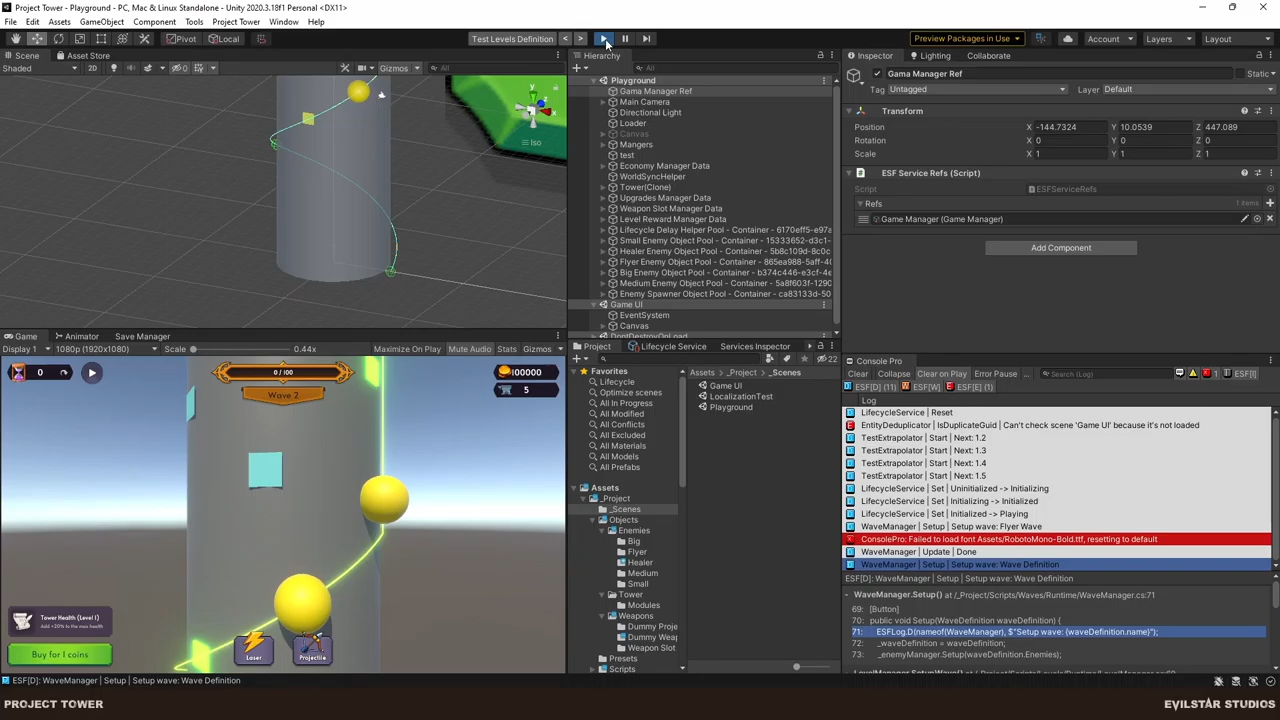 Project Tower - Playground - PC, Mac & Linux Standalone - Unity 2020.3.18f1 Personal <DX11>
File Edit Assets GameObject Component Tools Project Tower Window Help
Pivot Local Test Levels Definition < > Preview Packages in Use Account Layers Layout
Scene Asset Store
Shaded 2D 0 Gizmos All
y
x
Iso
Hierarchy
All
Playground
Gama Manager Ref
Main Camera
Directional Light
Loader
Canvas
Mangers
test
Economy Manager Data
WorldSyncHelper
Tower(Clone)
Upgrades Manager Data
Weapon Slot Manager Data
Level Reward Manager Data
Lifecycle Delay Helper Pool - Container - 6170eff5-e97a
Small Enemy Object Pool - Container - 15333652-d3c1-
Healer Enemy Object Pool - Container - 5b8c109d-8c0c
Flyer Enemy Object Pool - Container - 865ea988-5aff-40
Big Enemy Object Pool - Container - b374c446-e3cf-4e
Medium Enemy Object Pool - Container - 5a8f603f-1290
Enemy Spawner Object Pool - Container - ca83133d-50
Game UI
EventSystem
Canvas
DontDestroyOnLoad
Inspector Lighting Collaborate
Gama Manager Ref Static
Tag Untagged Layer Default
Transform
Position X -144.7324 Y 10.0539 Z 447.089
Rotation X 0 Y 0 Z 0
Scale X 1 Y 1 Z 1
ESF Service Refs (Script)
Script ESFServiceRefs
Refs 1 items
Game Manager (Game Manager)
Add Component
Game Animator Save Manager
Display 1 1080p (1920x1080) Scale 0.44x Maximize On Play Mute Audio Stats Gizmos
0
0 / 100
Wave 2
100000
5
Tower Health (Level 1)
Add +20% to the max health
Buy for 1 coins
Laser
Projectile
Project Lifecycle Service Services Inspector
22
Favorites
Lifecycle
Optimize scenes
All In Progress
All Modified
All Conflicts
All Excluded
All Materials
All Models
All Prefabs
Assets
_Project
_Scenes
Objects
Enemies
Big
Flyer
Healer
Medium
Small
Tower
Modules
Weapons
Dummy Proje
Dummy Weap
Weapon Slot
Presets
Scripts
Assets > _Project > _Scenes
Game UI
LocalizationTest
Playground
Console Pro
Clear Collapse Clear on Play Error Pause ... Search (Log) 1 ESF[I]
ESF[D] (11) ESF[W] ESF[E] (1)
Log
LifecycleService | Reset
EntityDeduplicator | IsDuplicateGuid | Can't check scene 'Game UI' because it's not loaded
TestExtrapolator | Start | Next: 1.2
TestExtrapolator | Start | Next: 1.3
TestExtrapolator | Start | Next: 1.4
TestExtrapolator | Start | Next: 1.5
LifecycleService | Set | Uninitialized -> Initializing
LifecycleService | Set | Initializing -> Initialized
LifecycleService | Set | Initialized -> Playing
WaveManager | Setup | Setup wave: Flyer Wave
ConsolePro: Failed to load font Assets/RobotoMono-Bold.ttf, resetting to default
WaveManager | Update | Done
WaveManager | Setup | Setup wave: Wave Definition
ESF[D]: WaveManager | Setup | Setup wave: Wave Definition
WaveManager.Setup() at /_Project/Scripts/Waves/Runtime/WaveManager.cs:71
69: [Button]
70: public void Setup(WaveDefinition waveDefinition) {
71: ESFLog.D(nameof(WaveManager), $"Setup wave: {waveDefinition.name}");
72: _waveDefinition = waveDefinition;
73: _enemyManager.Setup(waveDefinition.Enemies);
ESF[D]: WaveManager | Setup | Setup wave: Wave Definition
PROJECT TOWER
EVILSTAR STUDIOS